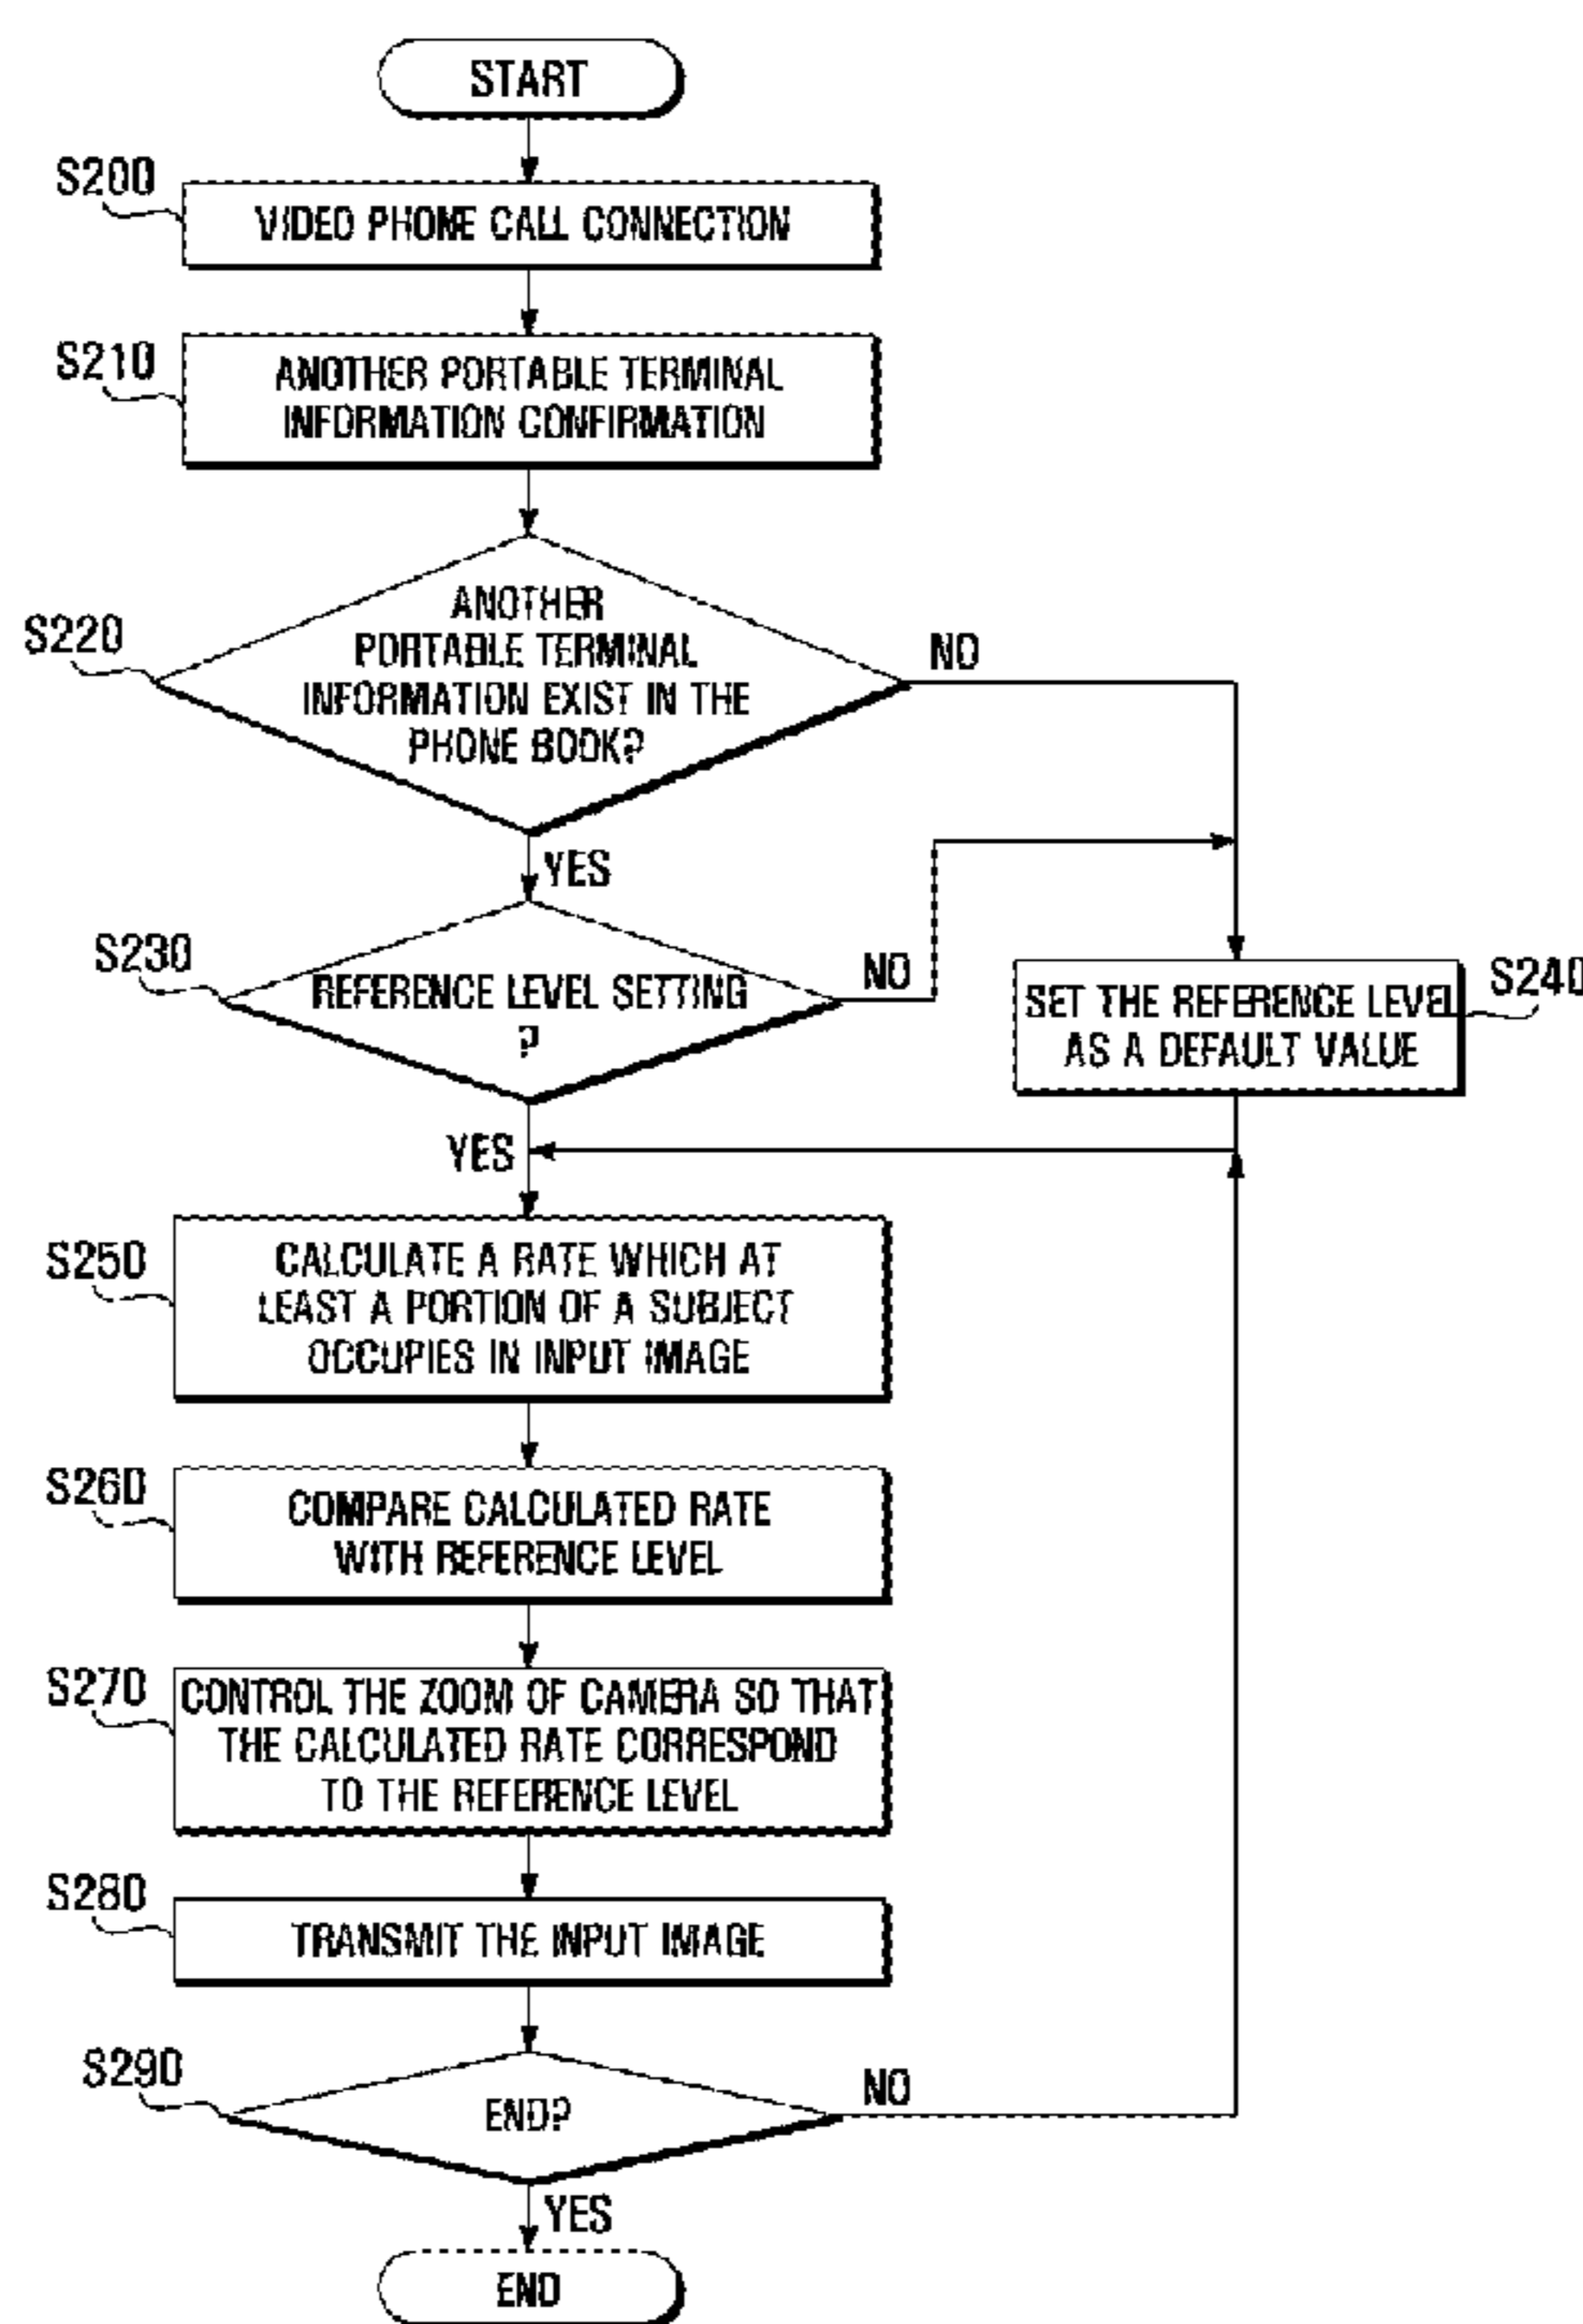 START
S200
VIDEO PHONE CALL CONNECTION
S210
ANOTHER PORTABLE TERMINAL
INFORMATION CONFIRMATION
S220
ANOTHER
PORTABLE TERMINAL
INFORMATION EXIST IN THE
PHONE BOOK?
NO
YES
S230
REFERENCE LEVEL SETTING
?
NO
S240
SET THE REFERENCE LEVEL
AS A DEFAULT VALUE
YES
S250
CALCULATE A RATE WHICH AT
LEAST A PORTION OF A SUBJECT
OCCUPIES IN INPUT IMAGE
S260
COMPARE CALCULATED RATE
WITH REFERENCE LEVEL
S270
CONTROL THE ZOOM OF CAMERA SO THAT
THE CALCULATED RATE CORRESPOND
TO THE REFERENCE LEVEL
S280
TRANSMIT THE INPUT IMAGE
S290
END?
NO
YES
END